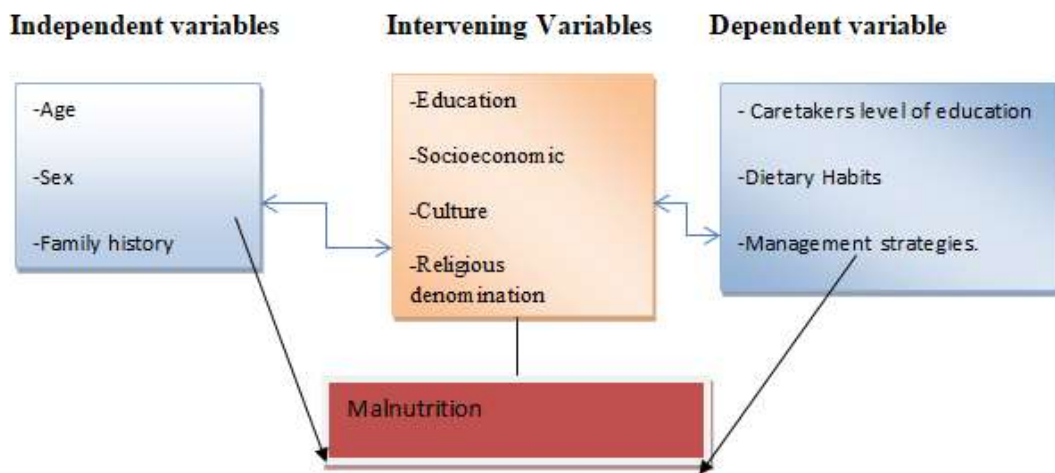 Independent variables
Intervening Variables
Dependent variable
-Age
-Sex
-Family history
-Education
-Socioeconomic
-Culture
-Religious
denomination
- Caretakers level of education
-Dietary Habits
-Management strategies.
Malnutrition